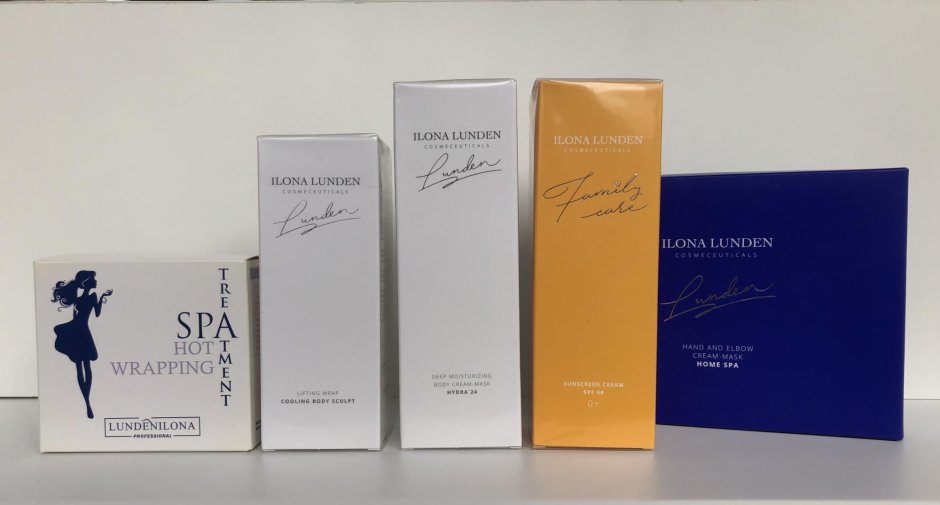 TREATMENT
SPA
HOT
WRAPPING
LUNDENILONA
PROFESSIONAL
ILONA LUNDEN
COSMECEUTICALS
Lunden
LIFTING WRAP
COOLING BODY SCULPT
ILONA LUNDEN
COSMECEUTICALS
Lunden
DEEP MOISTURIZING
BODY CREAM-MASK
HYDRA 24
ILONA LUNDEN
COSMECEUTICALS
Family
care
SUNSCREEN CREAM
SPF 50
0+
ILONA LUNDEN
COSMECEUTICALS
Lunden
HAND AND ELBOW
CREAM-MASK
HOME SPA